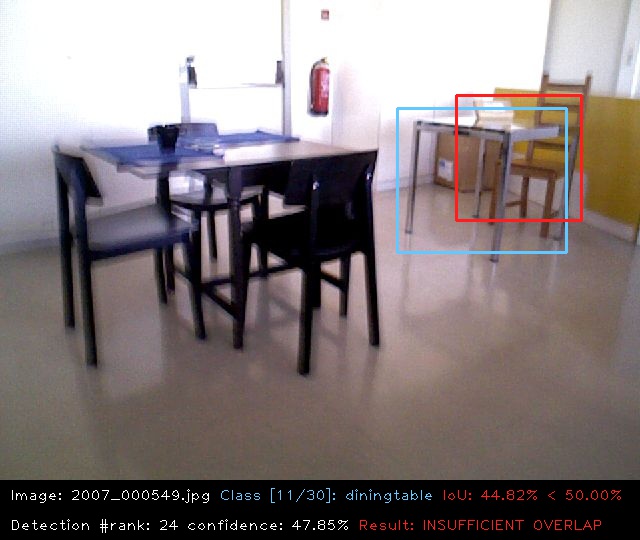 Image: 2007_000549.jpg Class [11/30]: diningtable IoU: 44.82% < 50.00%
Detection #rank: 24 confidence: 47.85% Result: INSUFFICIENT OVERLAP